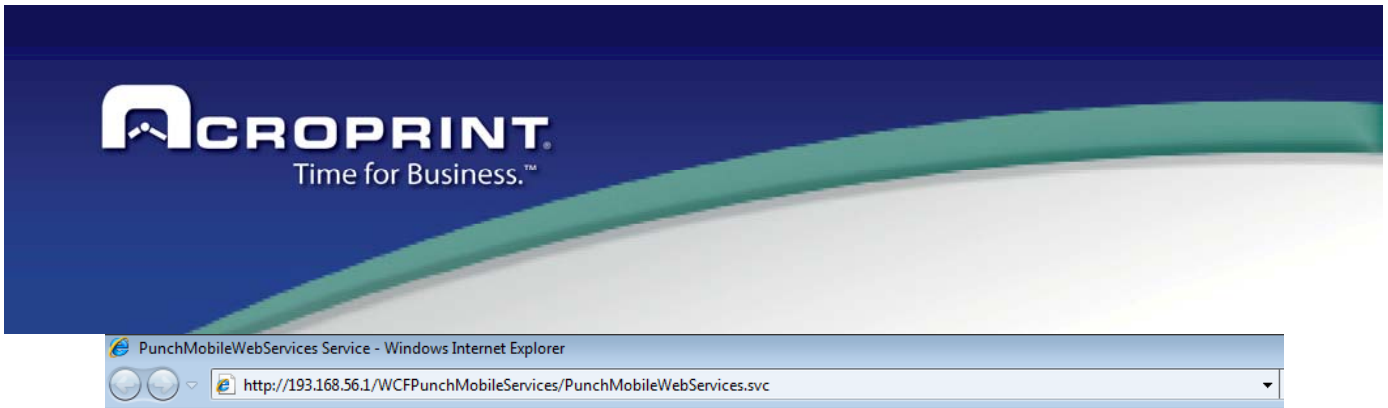 ACROPRINT®
Time for Business.™
PunchMobileWebServices Service - Windows Internet Explorer
http://193.168.56.1/WCFPunchMobileServices/PunchMobileWebServices.svc